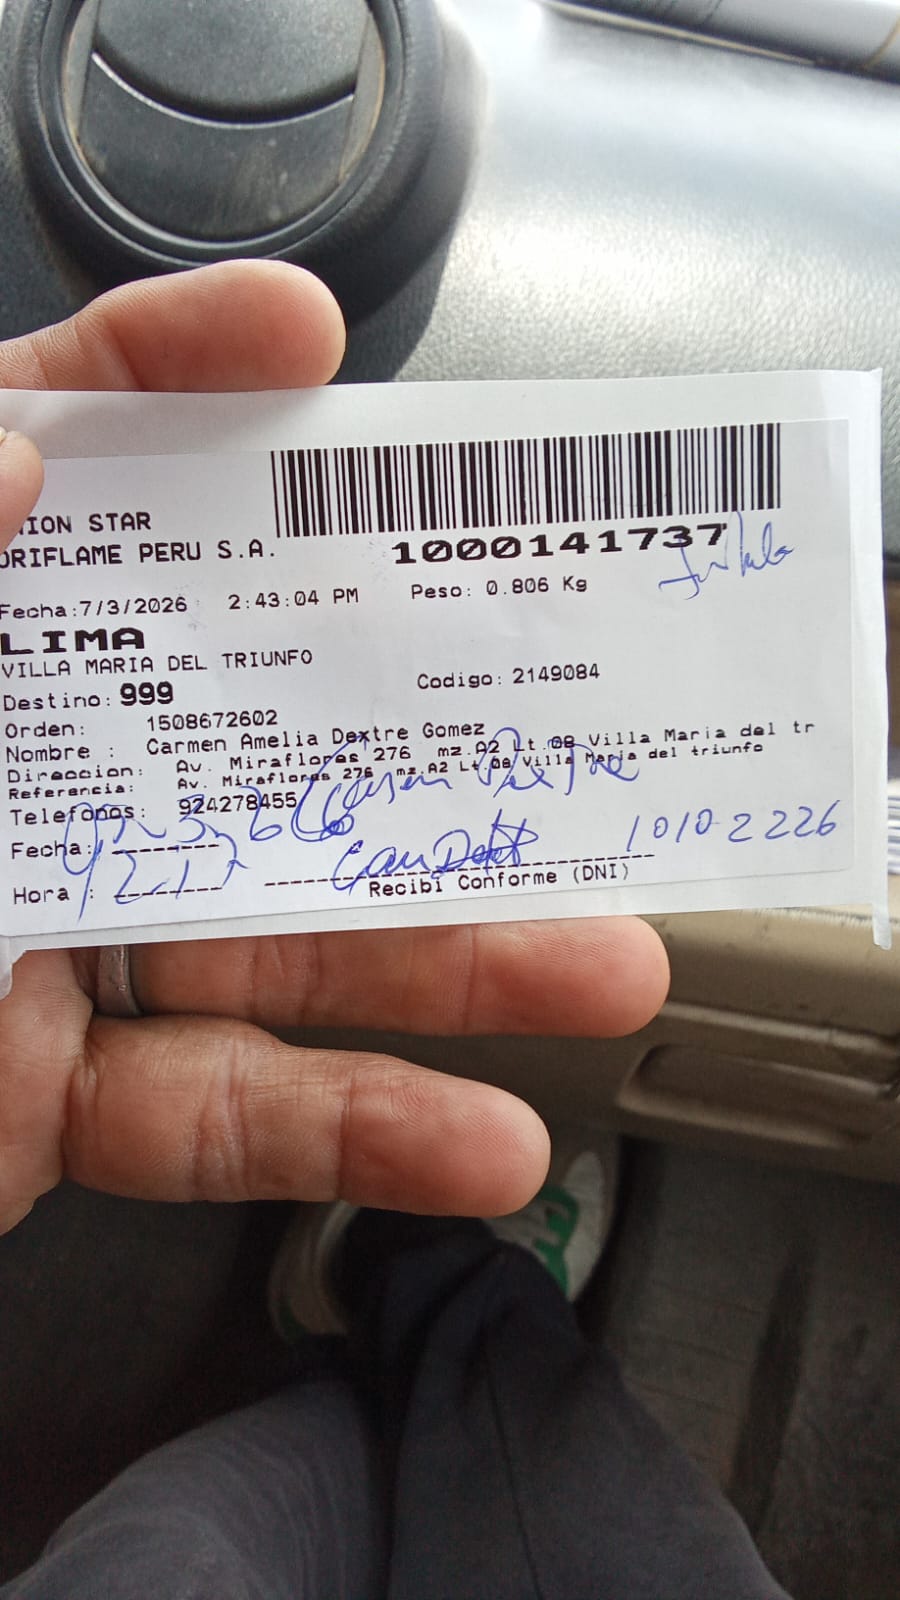 ION STAR
ORIFLAME PERU S.A.
1000141737
Fecha:7/3/2026 2:43:04 PM Peso: 0.806 Kg
LIMA
VILLA MARIA DEL TRIUNFO
Destino: 999 Codigo: 2149084
Orden: 1508672602
Nombre : Carmen Amelia Dextre Gomez
Direccion: Av. Miraflores 276 mz.A2 Lt.08 Villa Maria del tr
Referencia: Av. Miraflores 276 mz.A2 Lt.08 Villa Maria del triunfo
Telefonos: 924278455
Carmen Dextre
Fecha:
10102226
Hora :
Recibi Conforme (DNI)